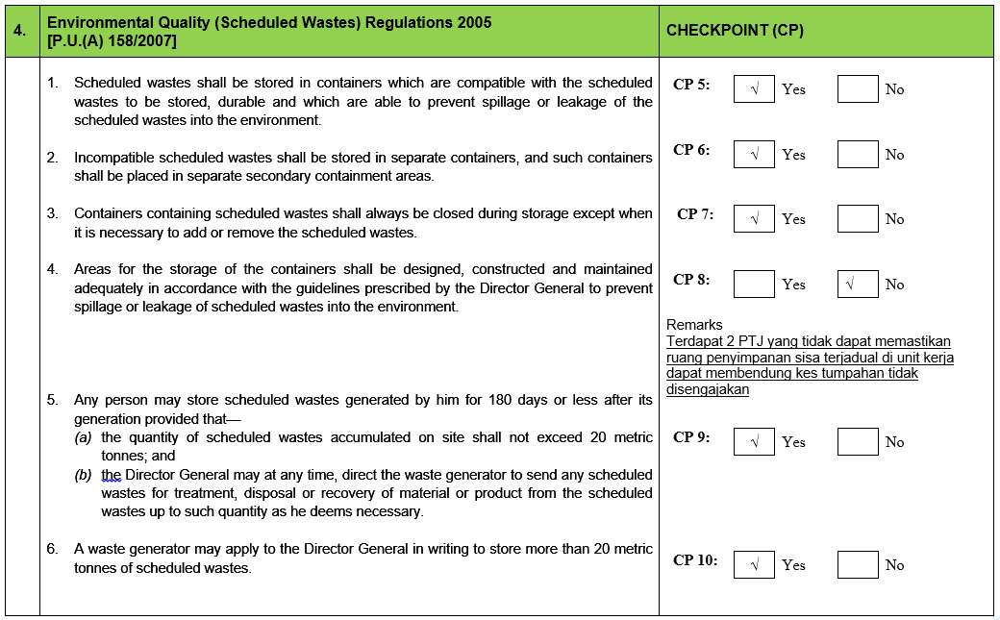 4.
Environmental Quality (Scheduled Wastes) Regulations 2005
[P.U.(A) 158/2007]
CHECKPOINT (CP)
1. Scheduled wastes shall be stored in containers which are compatible with the scheduled
wastes to be stored, durable and which are able to prevent spillage or leakage of the
scheduled wastes into the environment.
CP 5: √ Yes No
2. Incompatible scheduled wastes shall be stored in separate containers, and such containers
shall be placed in separate secondary containment areas.
CP 6: √ Yes No
3. Containers containing scheduled wastes shall always be closed during storage except when
it is necessary to add or remove the scheduled wastes.
CP 7: √ Yes No
4. Areas for the storage of the containers shall be designed, constructed and maintained
adequately in accordance with the guidelines prescribed by the Director General to prevent
spillage or leakage of scheduled wastes into the environment.
CP 8: Yes √ No
Remarks
Terdapat 2 PTJ yang tidak dapat memastikan
ruang penyimpanan sisa terjadual di unit kerja
dapat membendung kes tumpahan tidak
disengajakan
5. Any person may store scheduled wastes generated by him for 180 days or less after its
generation provided that—
(a) the quantity of scheduled wastes accumulated on site shall not exceed 20 metric
tonnes; and
(b) the Director General may at any time, direct the waste generator to send any scheduled
wastes for treatment, disposal or recovery of material or product from the scheduled
wastes up to such quantity as he deems necessary.
CP 9: √ Yes No
6. A waste generator may apply to the Director General in writing to store more than 20 metric
tonnes of scheduled wastes.
CP 10: √ Yes No